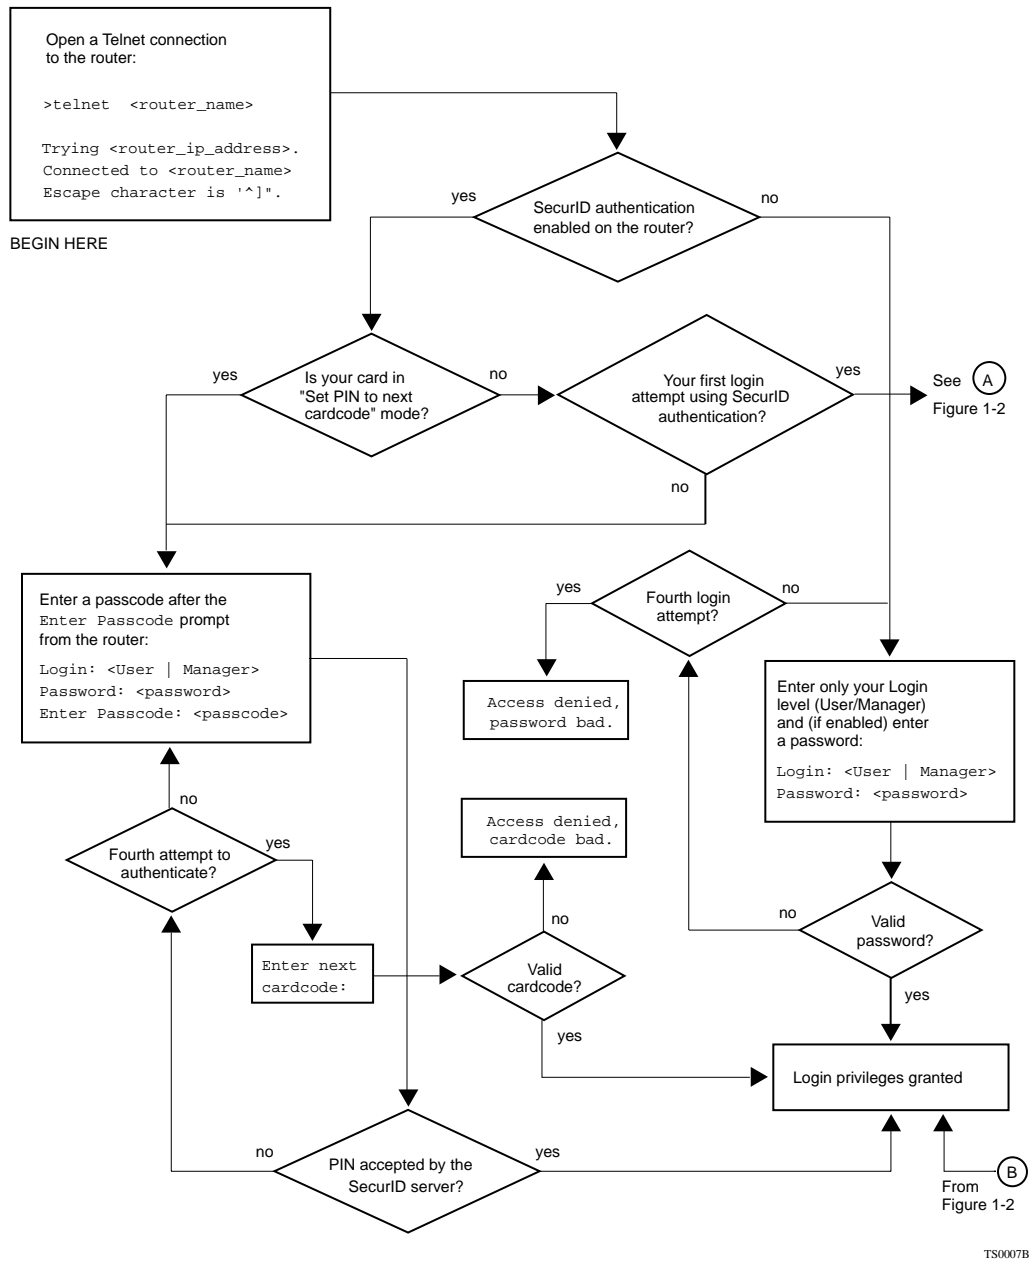 Open a Telnet connection
to the router:
>telnet <router_name>
Trying <router_ip_address>.
Connected to <router_name>
Escape character is '^]".
BEGIN HERE
yes
no
SecurID authentication
enabled on the router?
yes
Is your card in
"Set PIN to next
cardcode" mode?
no
Your first login
attempt using SecurID
authentication?
yes
See A
Figure 1-2
no
Enter a passcode after the
Enter Passcode prompt
from the router:
Login: <User | Manager>
Password: <password>
Enter Passcode: <passcode>
yes
Fourth login
attempt?
no
Access denied,
password bad.
Enter only your Login
level (User/Manager)
and (if enabled) enter
a password:
Login: <User | Manager>
Password: <password>
no
Fourth attempt to
authenticate?
yes
Access denied,
cardcode bad.
no
Enter next
cardcode:
Valid
cardcode?
yes
no
Valid
password?
yes
Login privileges granted
no
PIN accepted by the
SecurID server?
yes
B
From
Figure 1-2
TS0007B